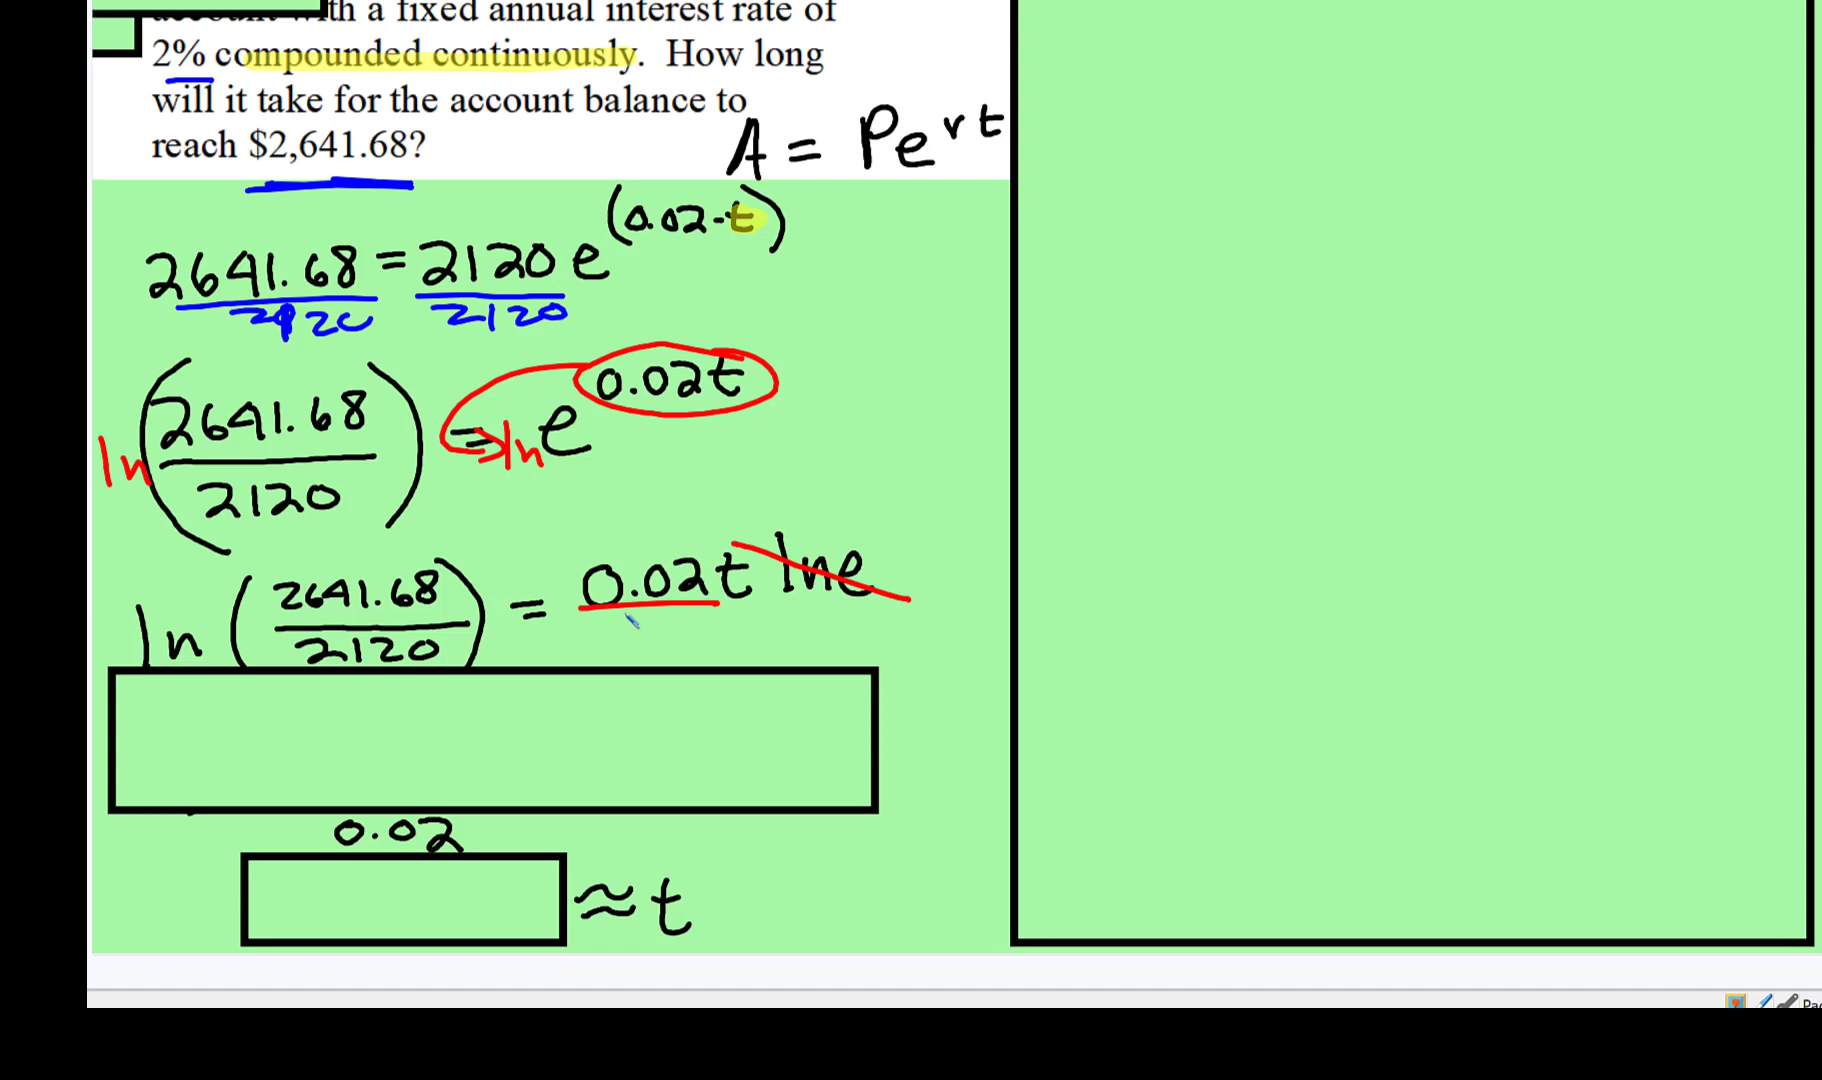 with a fixed annual interest rate of
2% compounded continuously. How long
will it take for the account balance to
reach $2,641.68?
A = Pe^rt
2641.68 = 2120 e^(0.02·t)
2120 2120
ln(2641.68/2120) = ln e^0.02t
ln(2641.68/2120) = 0.02t ln e
0.02
≈ t